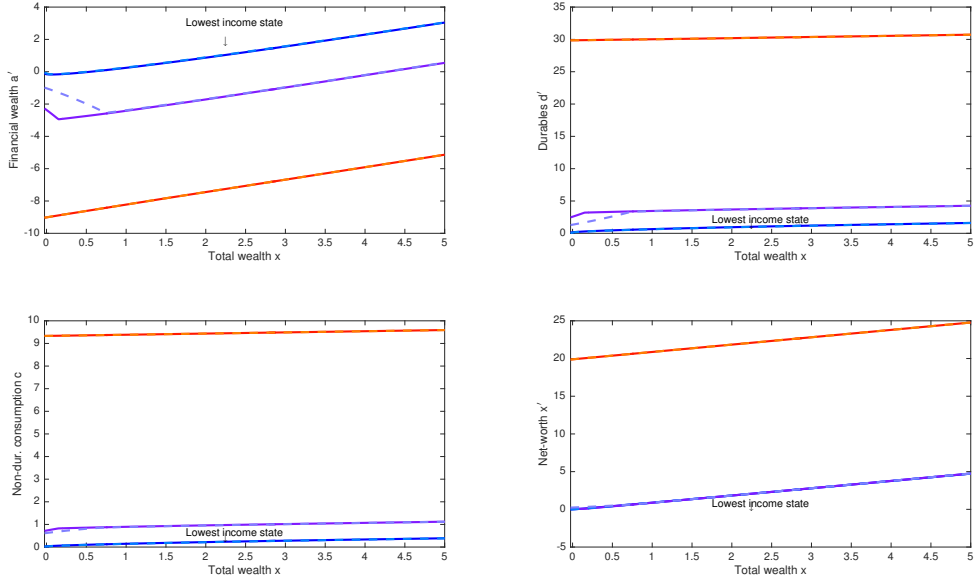 4
2
0
-2
-4
-6
-8
-10
Financial wealth a′
Lowest income state
↓
0 0.5 1 1.5 2 2.5 3 3.5 4 4.5 5
Total wealth x
35
30
25
20
15
10
5
0
Durables d′
Lowest income state
↓
0 0.5 1 1.5 2 2.5 3 3.5 4 4.5 5
Total wealth x
10
9
8
7
6
5
4
3
2
1
0
Non-dur. consumption c
Lowest income state
↓
0 0.5 1 1.5 2 2.5 3 3.5 4 4.5 5
Total wealth x
25
20
15
10
5
0
-5
Net-worth x′
Lowest income state
↓
0 0.5 1 1.5 2 2.5 3 3.5 4 4.5 5
Total wealth x